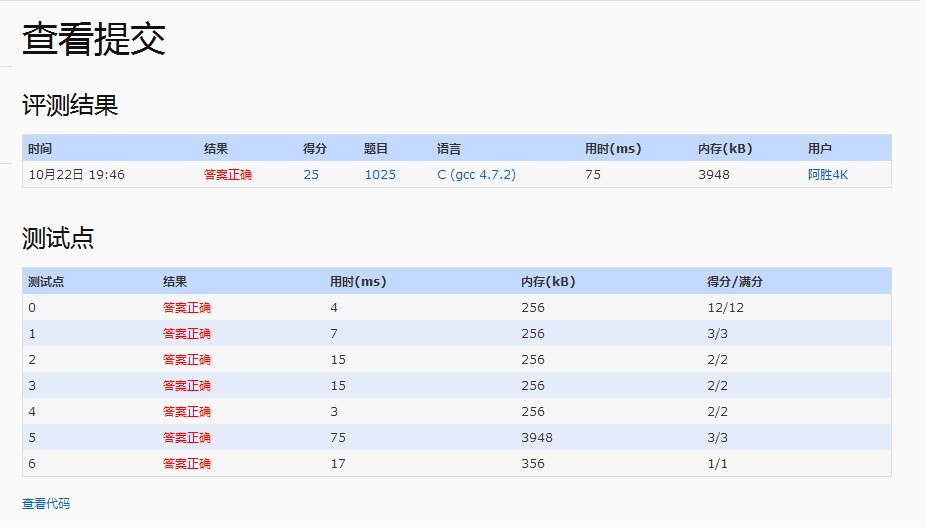 查看提交
评测结果
时间 结果 得分 题目 语言 用时(ms) 内存(kB) 用户
10月22日 19:46 答案正确 25 1025 C (gcc 4.7.2) 75 3948 阿胜4K
测试点
测试点 结果 用时(ms) 内存(kB) 得分/满分
0 答案正确 4 256 12/12
1 答案正确 7 256 3/3
2 答案正确 15 256 2/2
3 答案正确 15 256 2/2
4 答案正确 3 256 2/2
5 答案正确 75 3948 3/3
6 答案正确 17 356 1/1
查看代码